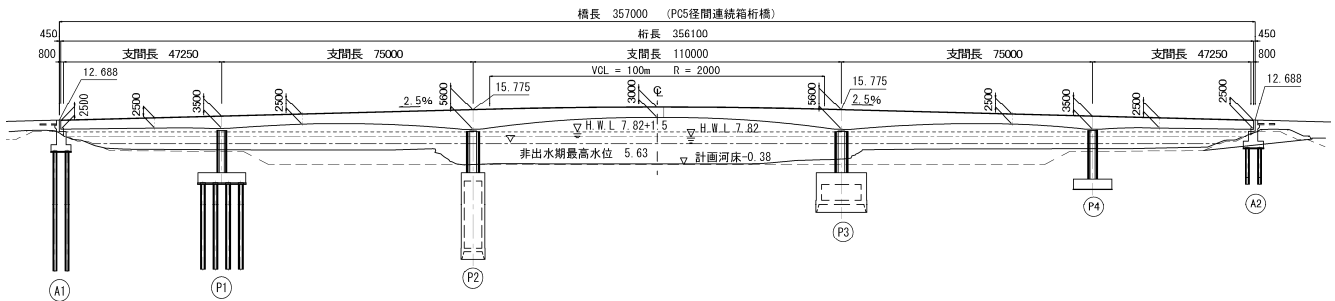 橋長 357000 （PC5径間連続箱桁橋）
450 桁長 356100 450
800 支間長 47250 支間長 75000 支間長 110000 支間長 75000 支間長 47250 800
VCL = 100m R = 2000
12.688 15.775 15.775 12.688
2500 2500 3500 2500 2.5% 5600 3000 ℄ 5600 2.5% 2500 3500 2500 2500
H.W.L 7.82+1.5 H.W.L 7.82
非出水期最高水位 5.63 計画河床-0.38
A1 P1 P2 P3 P4 A2